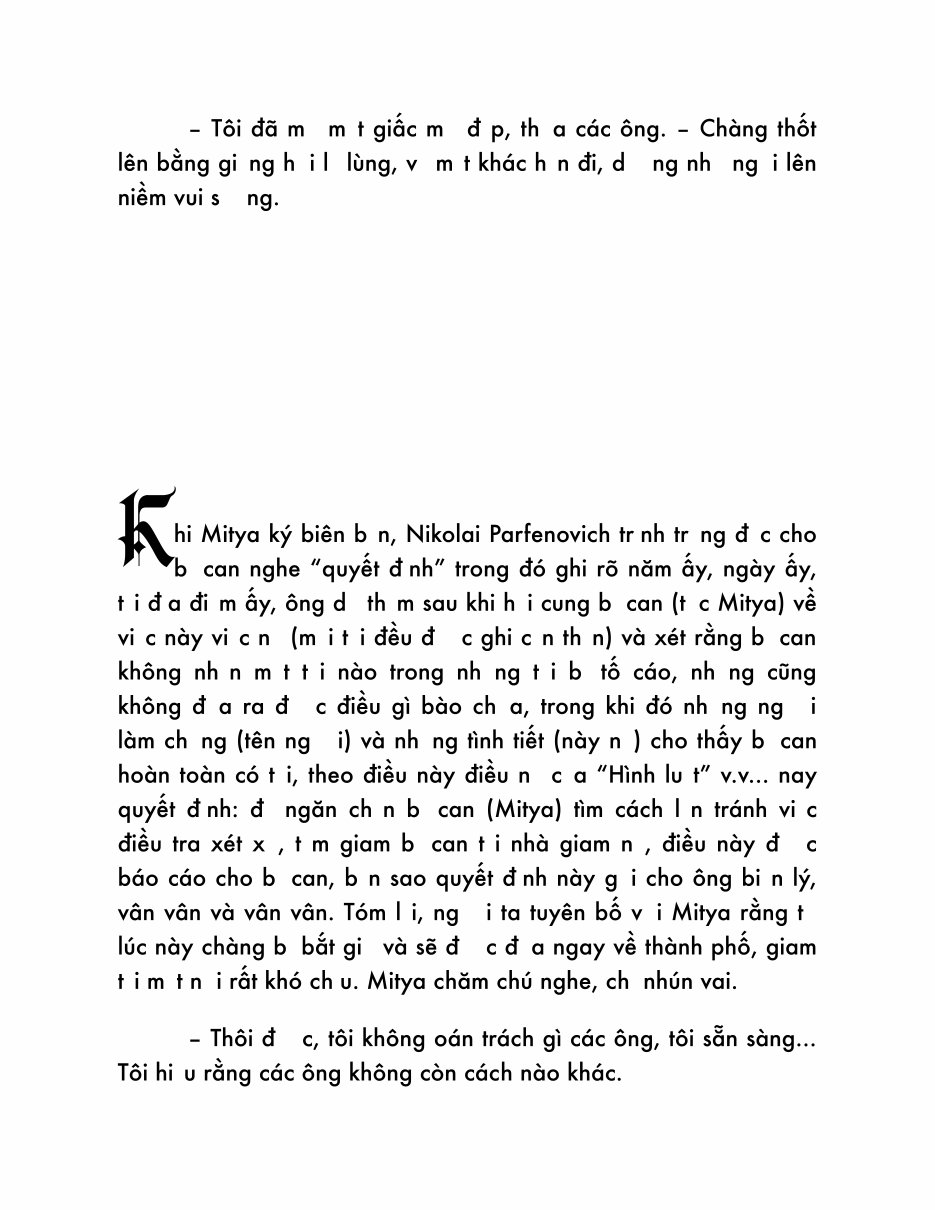 – Tôi đã m m t giấc m đ p, th a các ông. – Chàng thốt
lên bằng gi ng h i l lùng, v m t khác h n đi, d ng nh ng i lên
niềm vui s ng.
Khi Mitya ký biên b n, Nikolai Parfenovich tr nh tr ng đ c cho
b can nghe “quyết đ nh” trong đó ghi rõ năm ấy, ngày ấy,
t i đ a đi m ấy, ông d th m sau khi h i cung b can (t c Mitya) về
vi c này vi c n (m i t i đều đ c ghi c n th n) và xét rằng b can
không nh n m t t i nào trong nh ng t i b tố cáo, nh ng cũng
không đ a ra đ c điều gì bào ch a, trong khi đó nh ng ng i
làm ch ng (tên ng i) và nh ng tình tiết (này n ) cho thấy b can
hoàn toàn có t i, theo điều này điều n c a “Hình lu t” v.v... nay
quyết đ nh: đ ngăn ch n b can (Mitya) tìm cách l n tránh vi c
điều tra xét x , t m giam b can t i nhà giam n , điều này đ c
báo cáo cho b can, b n sao quyết đ nh này g i cho ông bi n lý,
vân vân và vân vân. Tóm l i, ng i ta tuyên bố v i Mitya rằng t
lúc này chàng b bắt gi và sẽ đ c đ a ngay về thành phố, giam
t i m t n i rất khó ch u. Mitya chăm chú nghe, ch nhún vai.
– Thôi đ c, tôi không oán trách gì các ông, tôi sẵn sàng...
Tôi hi u rằng các ông không còn cách nào khác.